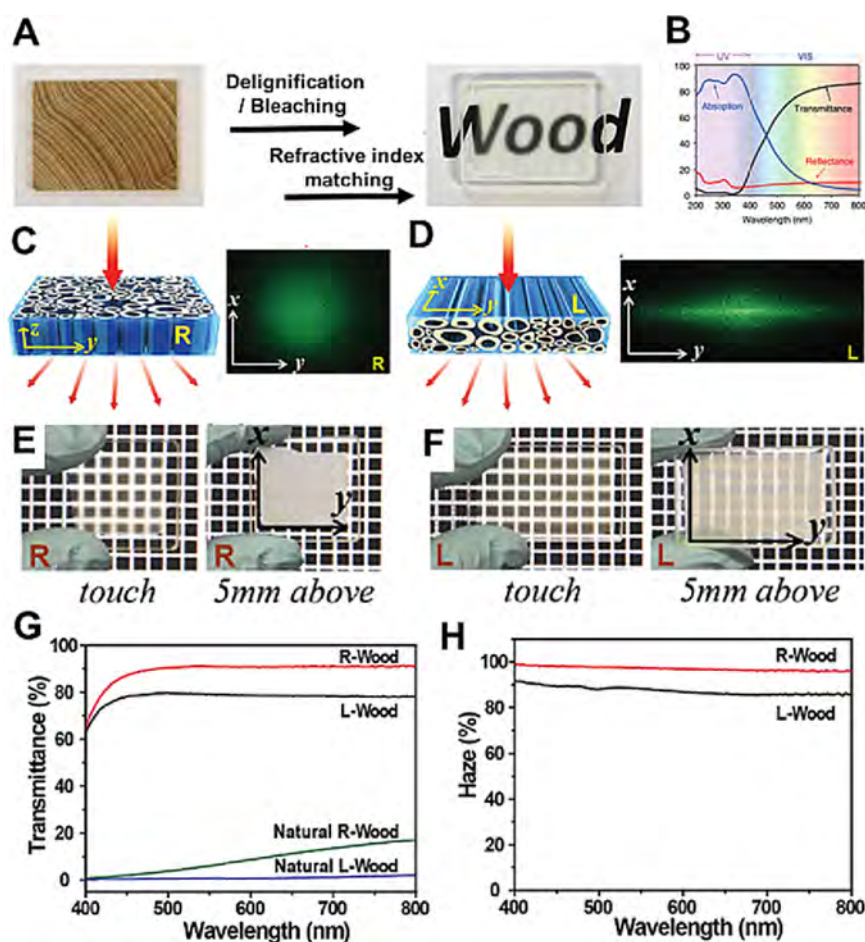 A
Delignification
/ Bleaching
Refractive index
matching
Wood
B
UV
VIS
100
80
60
40
20
0
Absoption
Transmittance
Reflectance
200 300 400 500 600 700 800
Wavelength (nm)
C
z
y
R
x
y
R
D
x
y
L
x
y
L
E
R
touch
x
y
R
5mm above
F
L
touch
x
y
L
5mm above
G
Transmittance (%)
100
80
60
40
20
0
R-Wood
L-Wood
Natural R-Wood
Natural L-Wood
400 500 600 700 800
Wavelength (nm)
H
Haze (%)
100
80
60
40
20
0
R-Wood
L-Wood
400 500 600 700 800
Wavelength (nm)